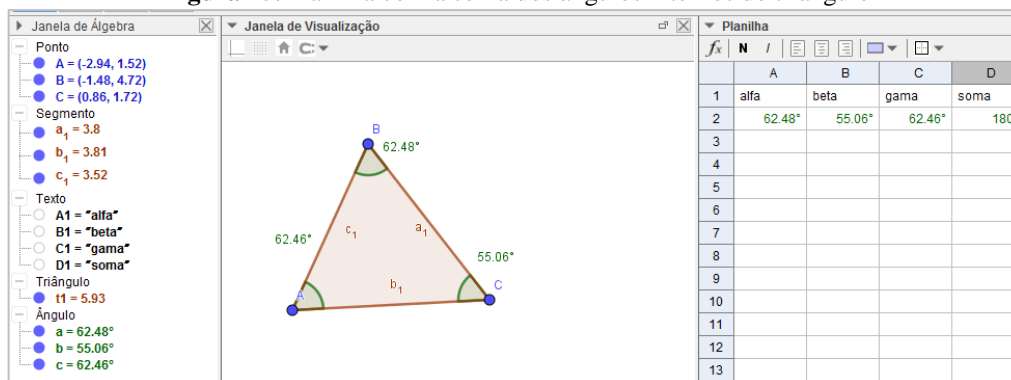 Janela de Álgebra
Ponto
A = (-2.94, 1.52)
B = (-1.48, 4.72)
C = (0.86, 1.72)
Segmento
a1 = 3.8
b1 = 3.81
c1 = 3.52
Texto
A1 = "alfa"
B1 = "beta"
C1 = "gama"
D1 = "soma"
Triângulo
t1 = 5.93
Ângulo
a = 62.48°
b = 55.06°
c = 62.46°
Janela de Visualização
B
62.48°
62.46°
c1
a1
55.06°
b1
A
C
Planilha
fx N I
A B C D
1 alfa beta gama soma
2 62.48° 55.06° 62.46° 180
3
4
5
6
7
8
9
10
11
12
13